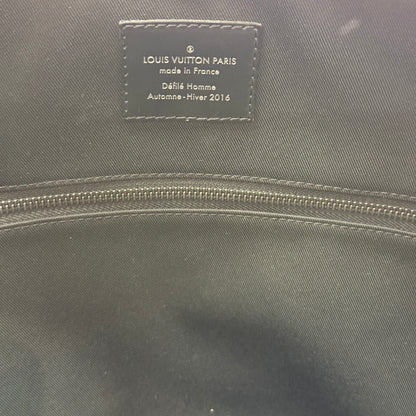 LOUIS VUITTON PARIS
made in France
Défilé Homme
Automne-Hiver 2016